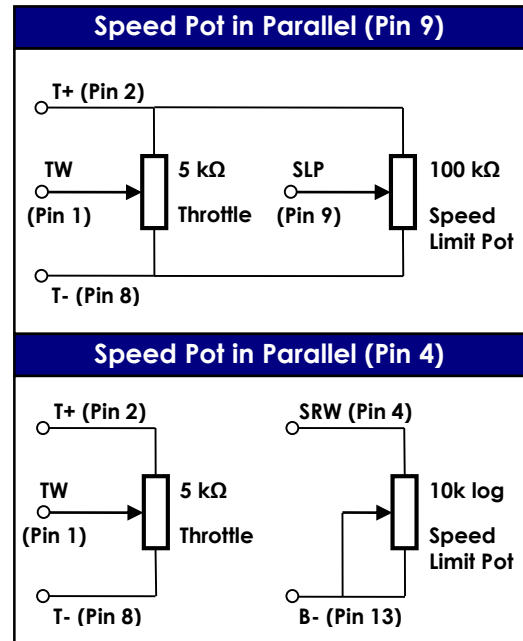 Speed Pot in Parallel (Pin 9)
T+ (Pin 2)
TW
(Pin 1)
5 kΩ
Throttle
SLP
(Pin 9)
100 kΩ
Speed
Limit Pot
T- (Pin 8)
Speed Pot in Parallel (Pin 4)
T+ (Pin 2)
SRW (Pin 4)
TW
(Pin 1)
5 kΩ
Throttle
10k log
Speed
Limit Pot
T- (Pin 8)
B- (Pin 13)